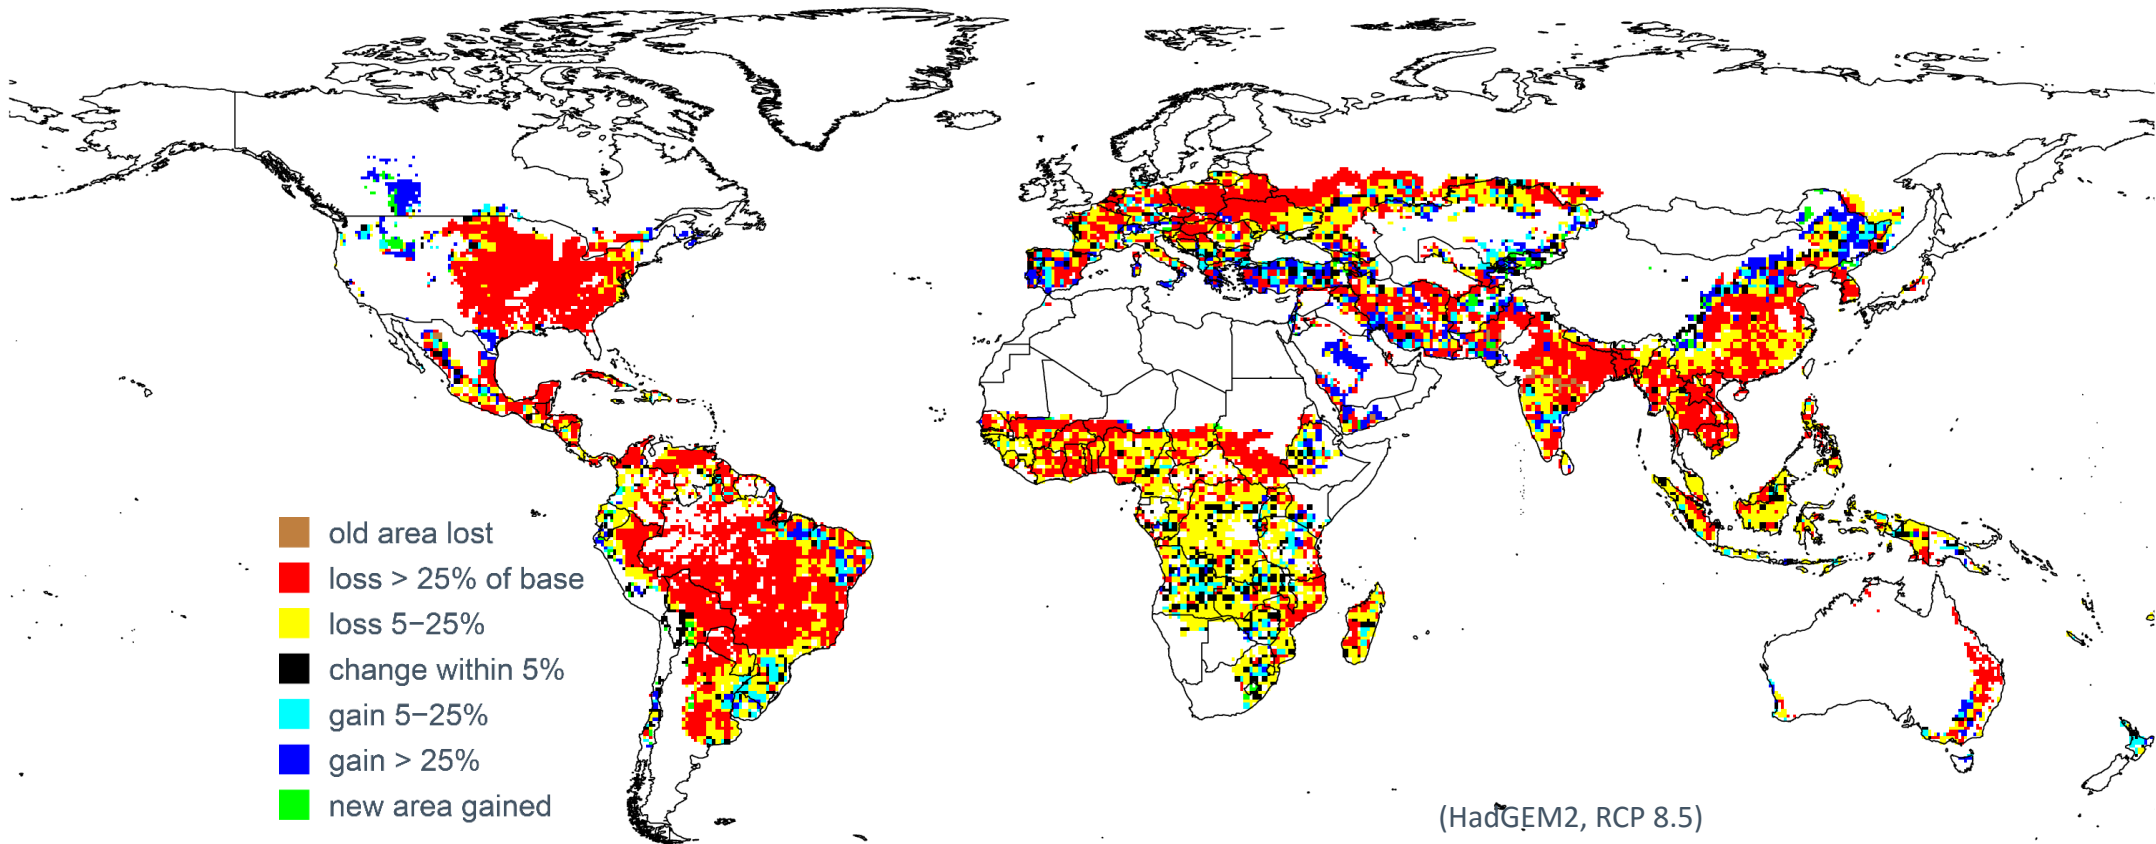 old area lost
loss > 25% of base
loss 5−25%
change within 5%
gain 5−25%
gain > 25%
new area gained
(HadGEM2, RCP 8.5)